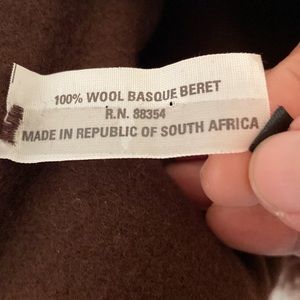 100% WOOL BASQUE BERET
R.N. 88354
MADE IN REPUBLIC OF SOUTH AFRICA